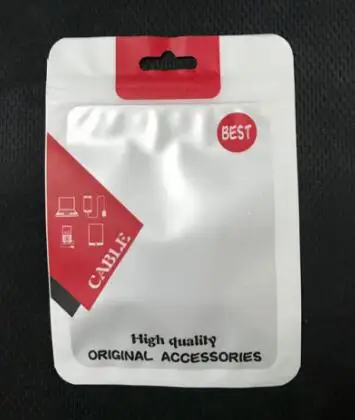 BEST
CABLE
High quality
ORIGINAL ACCESSORIES